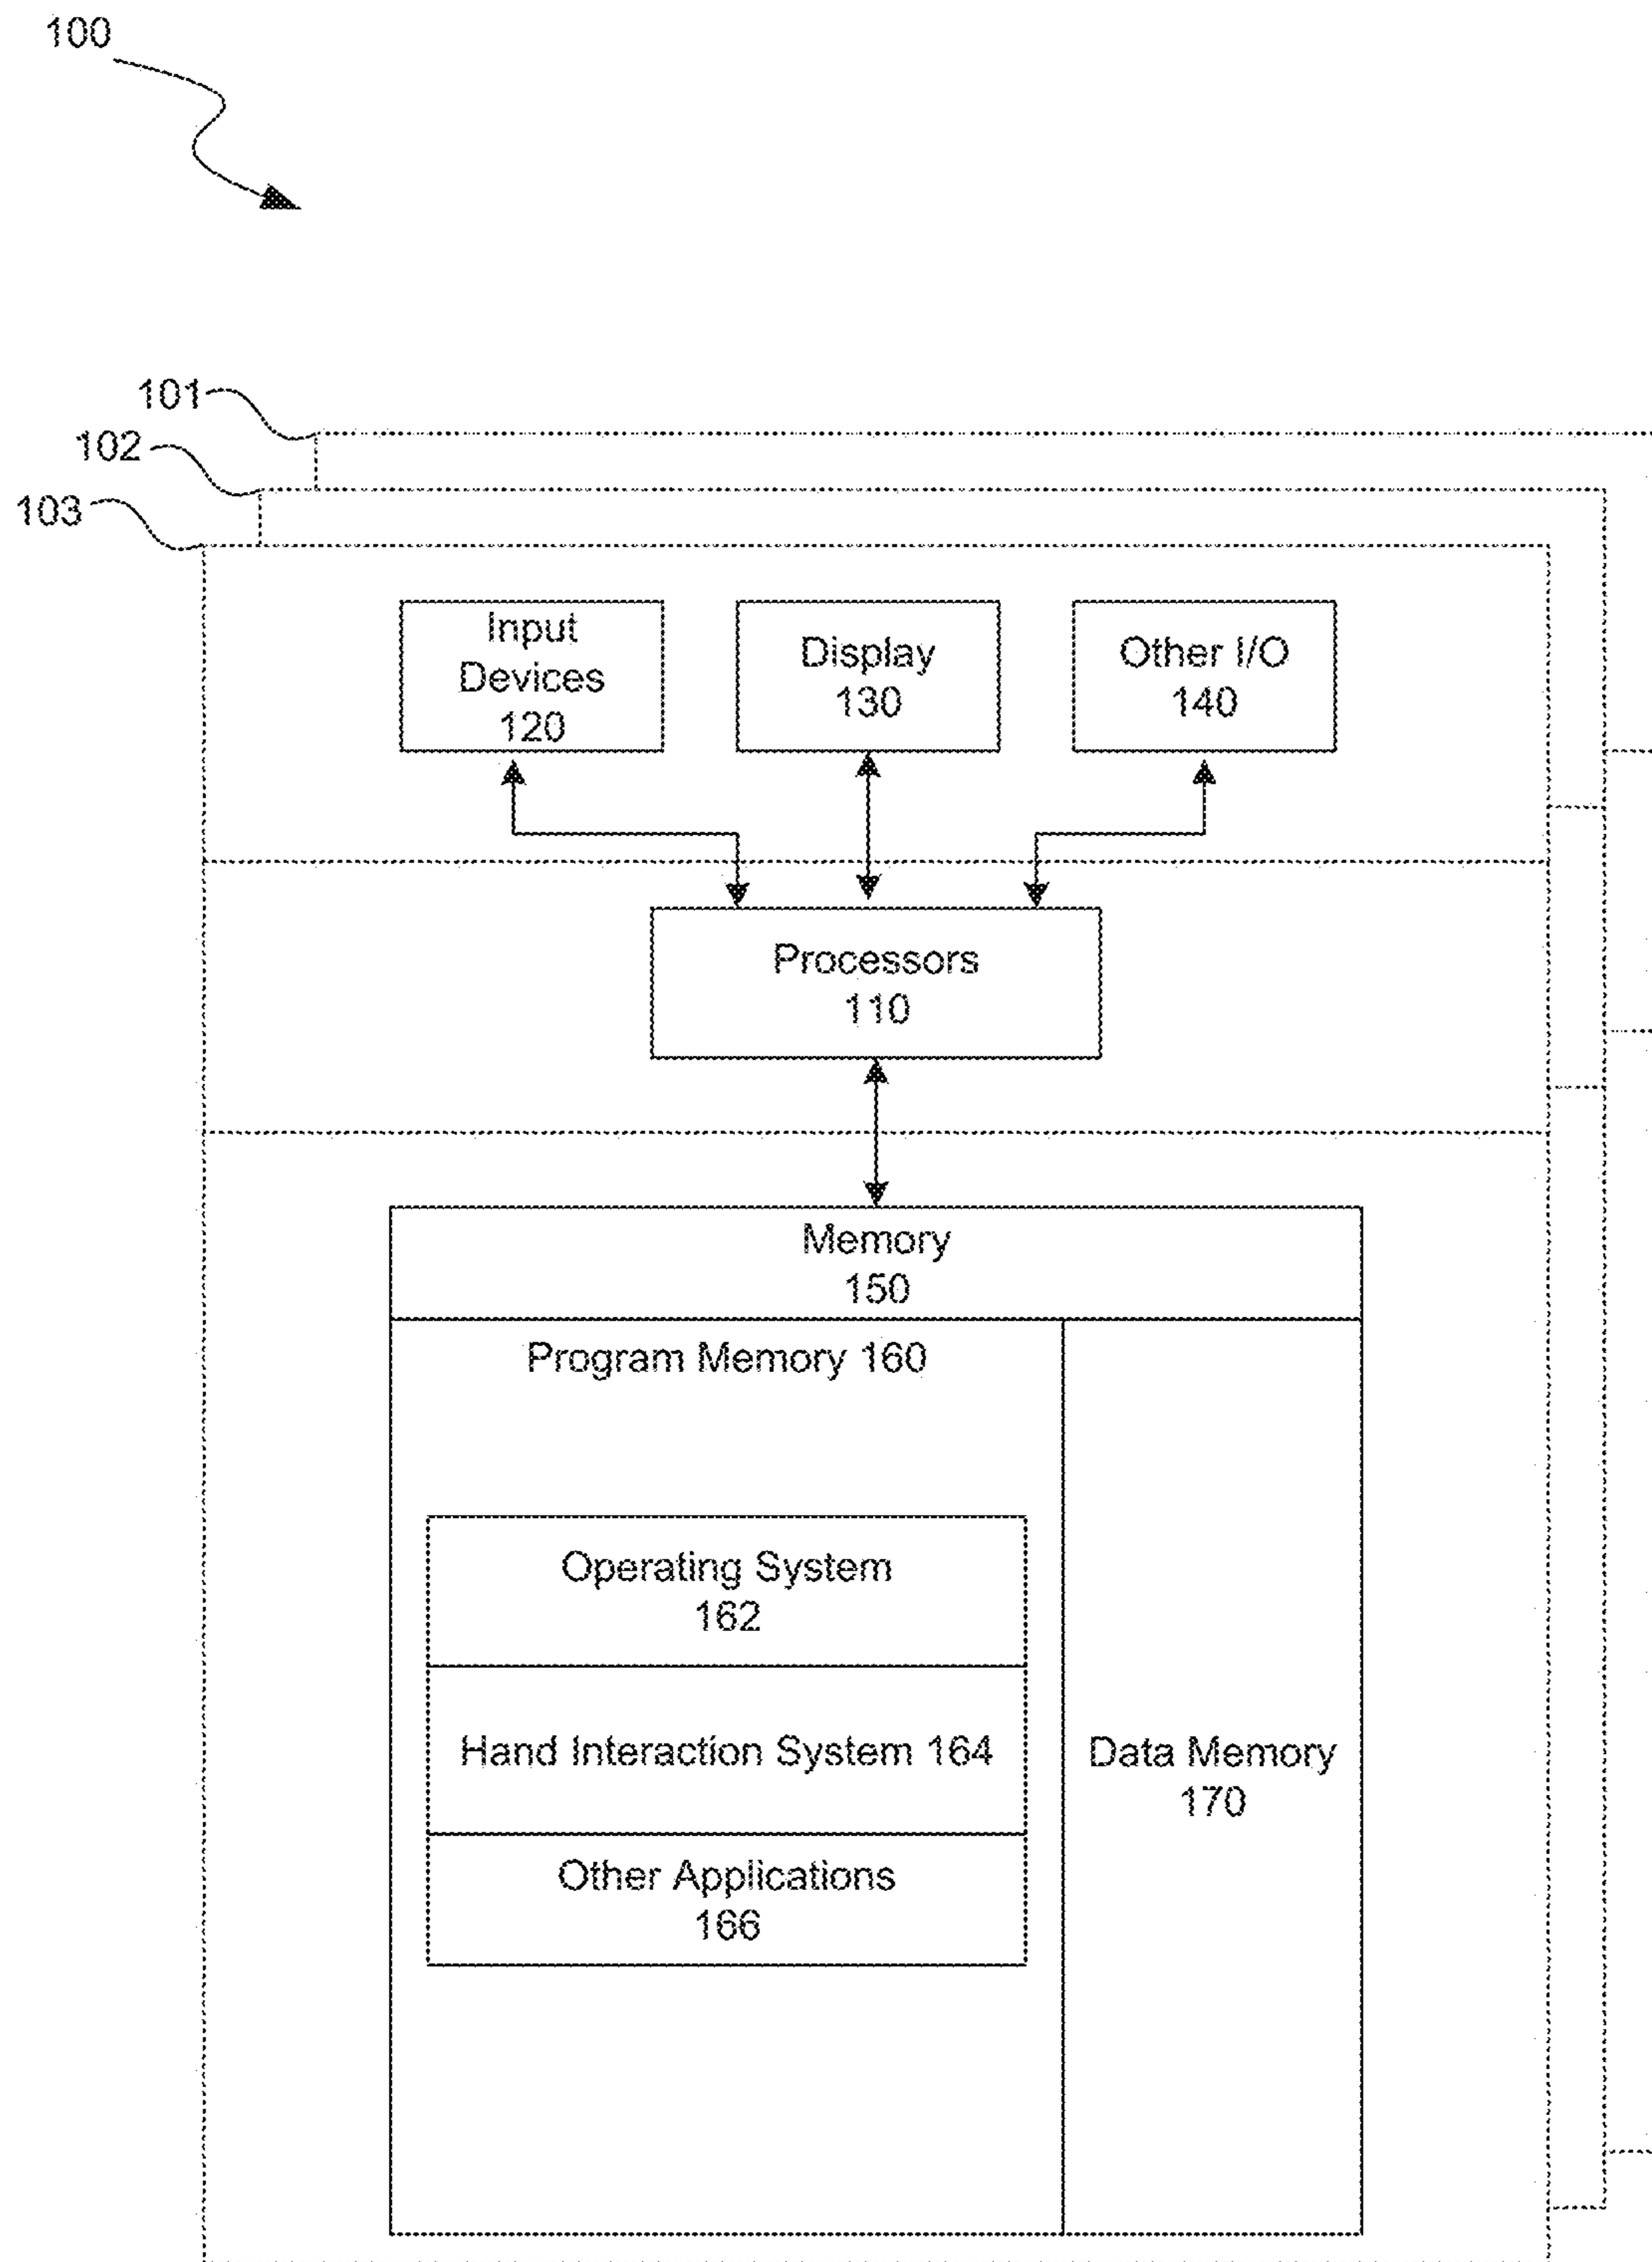 100
101
102
103
Input
Devices
120
Display
130
Other I/O
140
Processors
110
Memory
150
Program Memory 160
Operating System
162
Hand Interaction System 164
Other Applications
166
Data Memory
170